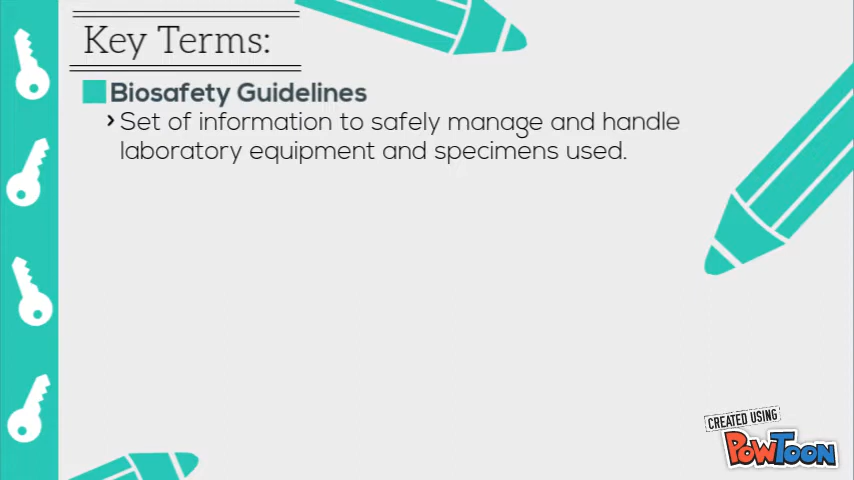 Key Terms:
Biosafety Guidelines
Set of information to safely manage and handle
laboratory equipment and specimens used.
CREATED USING
POWTOON